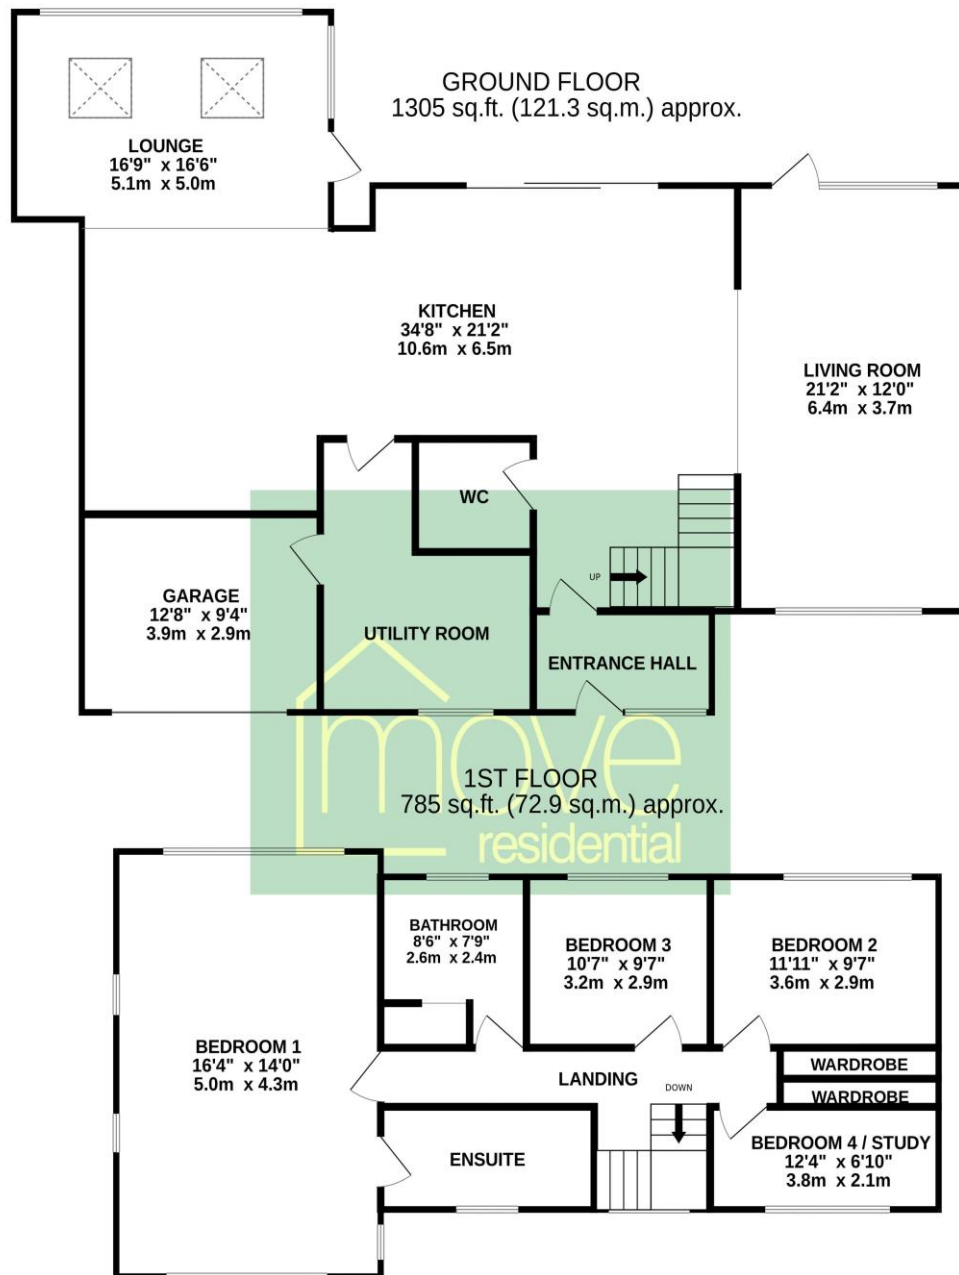 GROUND FLOOR
1305 sq.ft. (121.3 sq.m.) approx.
LOUNGE
16'9" x 16'6"
5.1m x 5.0m
KITCHEN
34'8" x 21'2"
10.6m x 6.5m
LIVING ROOM
21'2" x 12'0"
6.4m x 3.7m
WC
UP
GARAGE
12'8" x 9'4"
3.9m x 2.9m
UTILITY ROOM
ENTRANCE HALL
move
residential
1ST FLOOR
785 sq.ft. (72.9 sq.m.) approx.
BATHROOM
8'6" x 7'9"
2.6m x 2.4m
BEDROOM 3
10'7" x 9'7"
3.2m x 2.9m
BEDROOM 2
11'11" x 9'7"
3.6m x 2.9m
BEDROOM 1
16'4" x 14'0"
5.0m x 4.3m
LANDING
DOWN
WARDROBE
WARDROBE
ENSUITE
BEDROOM 4 / STUDY
12'4" x 6'10"
3.8m x 2.1m